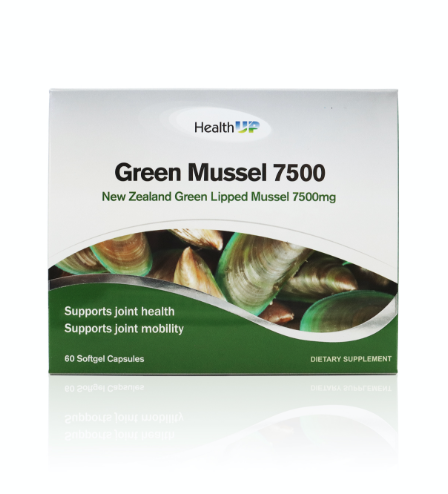 HealthUP
Green Mussel 7500
New Zealand Green Lipped Mussel 7500mg
Supports joint health
Supports joint mobility
60 Softgel Capsules
DIETARY SUPPLEMENT